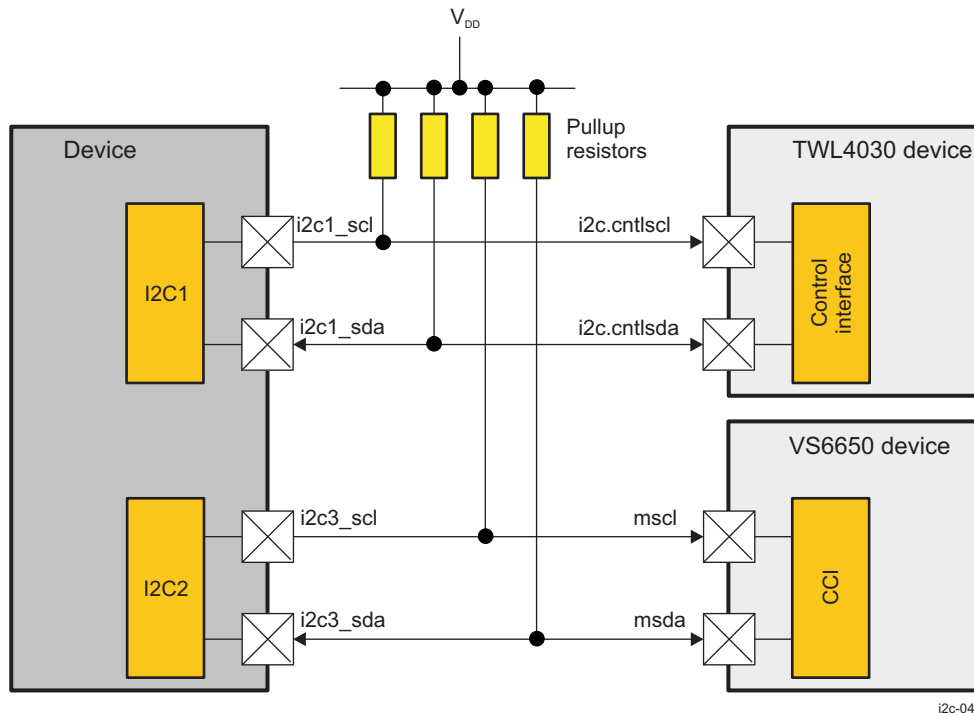 VDD
Pullup
resistors
Device
TWL4030 device
i2c1_scl
i2c.cntlscl
I2C1
Control
interface
i2c1_sda
i2c.cntlsda
VS6650 device
i2c3_scl
mscl
I2C2
CCI
i2c3_sda
msda
i2c-04